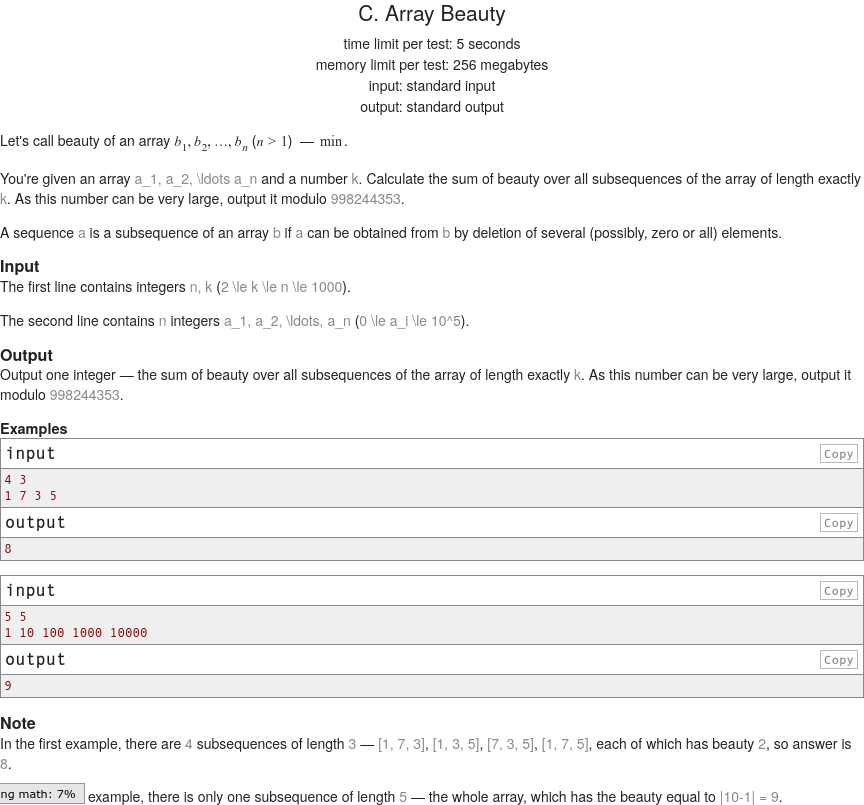 C. Array Beauty
time limit per test: 5 seconds
memory limit per test: 256 megabytes
input: standard input
output: standard output
Let's call beauty of an array b1, b2, …, bn (n > 1) — min.
You're given an array a_1, a_2, \ldots a_n and a number k. Calculate the sum of beauty over all subsequences of the array of length exactly
k. As this number can be very large, output it modulo 998244353.
A sequence a is a subsequence of an array b if a can be obtained from b by deletion of several (possibly, zero or all) elements.
Input
The first line contains integers n, k (2 \le k \le n \le 1000).
The second line contains n integers a_1, a_2, \ldots, a_n (0 \le a_i \le 10^5).
Output
Output one integer — the sum of beauty over all subsequences of the array of length exactly k. As this number can be very large, output it
modulo 998244353.
Examples
input
Copy
4 3
1 7 3 5
output
Copy
8
input
Copy
5 5
1 10 100 1000 10000
output
Copy
9
Note
In the first example, there are 4 subsequences of length 3 — [1, 7, 3], [1, 3, 5], [7, 3, 5], [1, 7, 5], each of which has beauty 2, so answer is
8.
ng math: 7% example, there is only one subsequence of length 5 — the whole array, which has the beauty equal to |10-1| = 9.